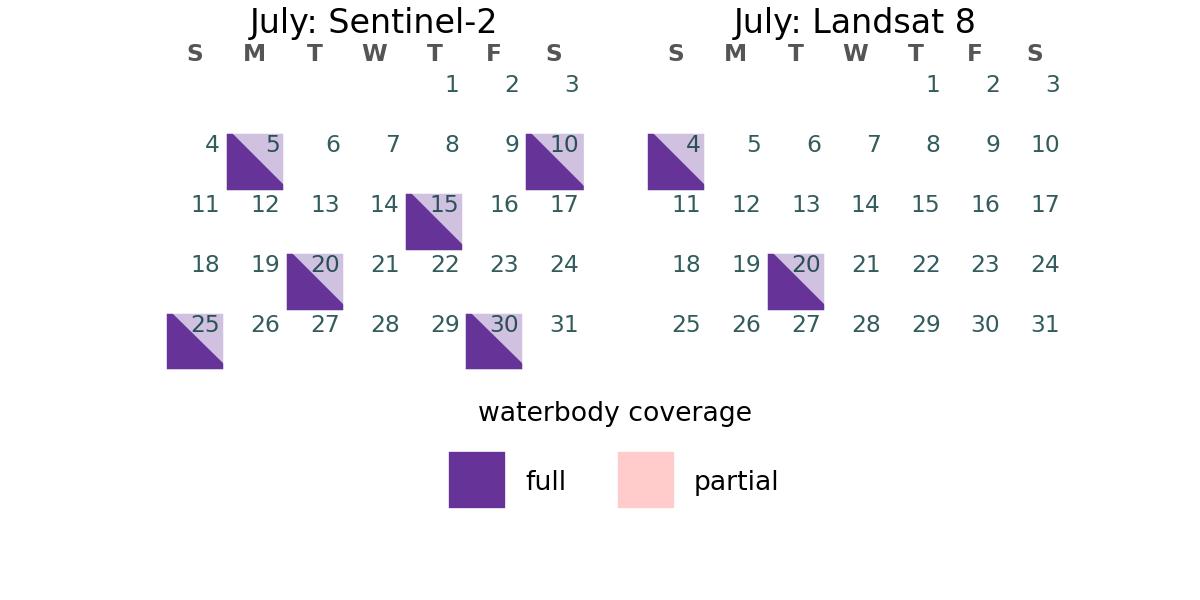 July: Sentinel-2
S M T W T F S
1 2 3
4 5 6 7 8 9 10
11 12 13 14 15 16 17
18 19 20 21 22 23 24
25 26 27 28 29 30 31
July: Landsat 8
S M T W T F S
1 2 3
4 5 6 7 8 9 10
11 12 13 14 15 16 17
18 19 20 21 22 23 24
25 26 27 28 29 30 31
waterbody coverage
full partial